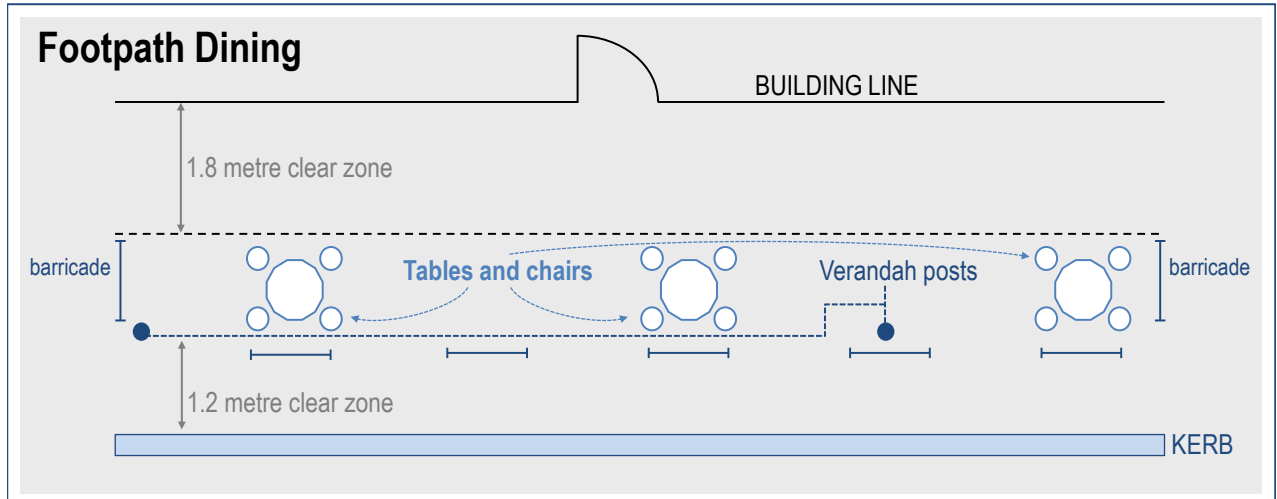 Footpath Dining
BUILDING LINE
1.8 metre clear zone
barricade
Tables and chairs
Verandah posts
barricade
1.2 metre clear zone
KERB